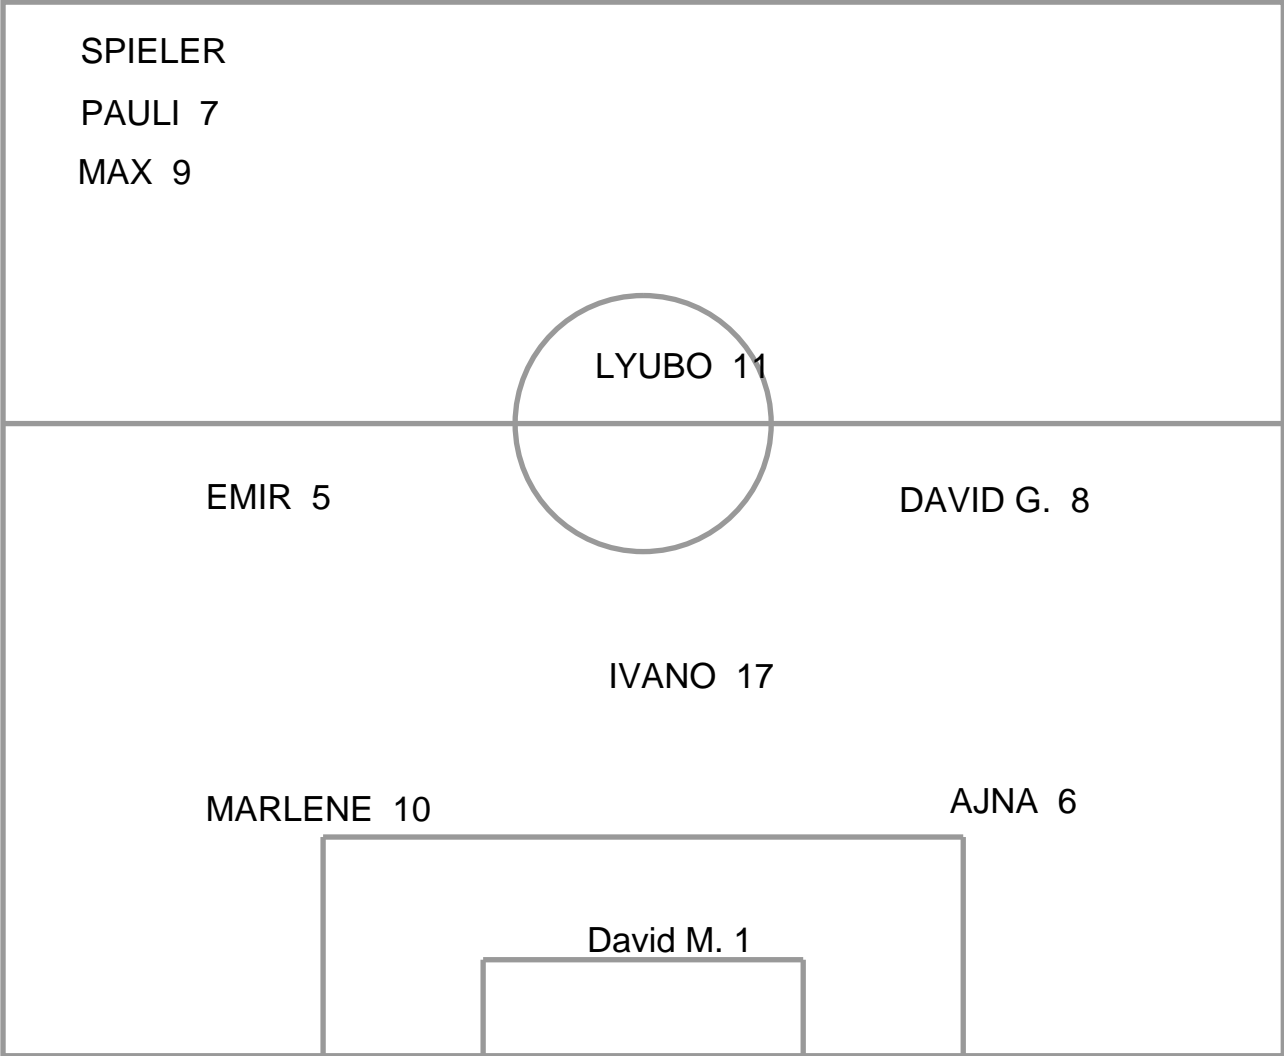 SPIELER
PAULI 7
MAX 9
LYUBO 11
EMIR 5
DAVID G. 8
IVANO 17
MARLENE 10
AJNA 6
David M. 1